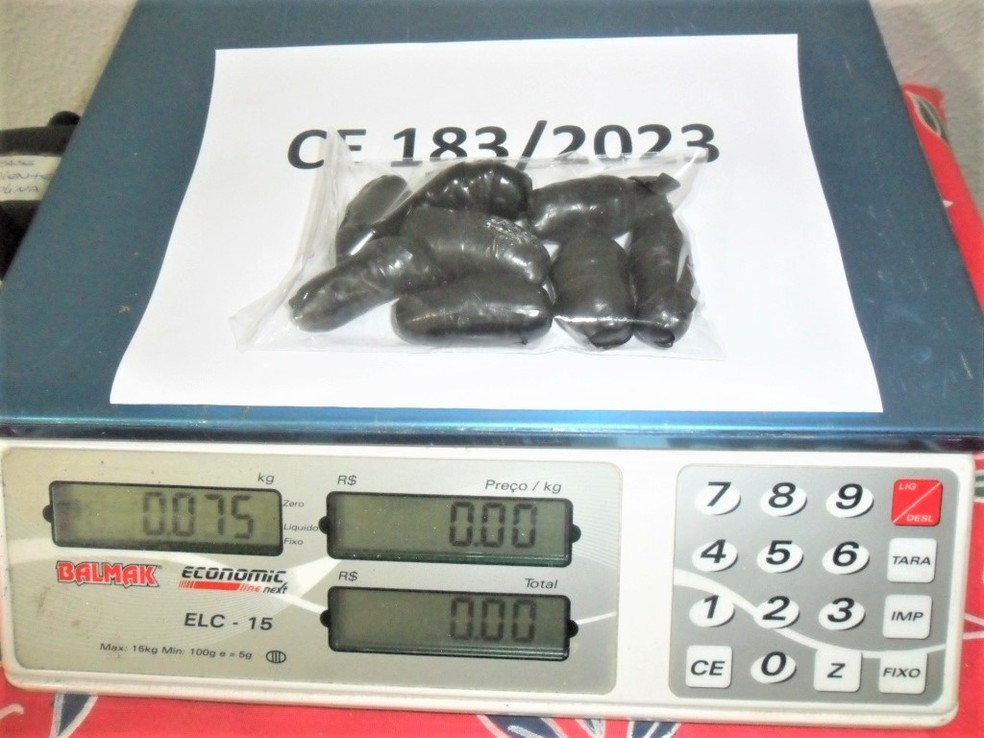 CE 183/2023
kg
0.075
Zero
Líquido
Fixo
R$ Preço / kg
0.00
R$ Total
0.00
BALMAK ECONOMIC
line next
ELC - 15
Max: 15kg Min: 100g e = 5g III
7 8 9 LIG DESL
4 5 6 TARA
1 2 3 IMP
CE 0 Z FIXO